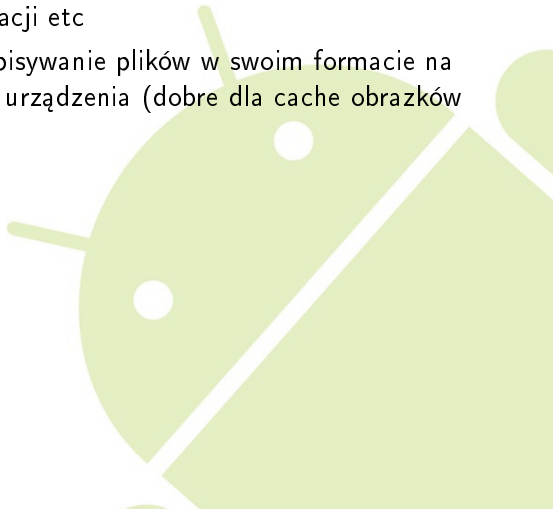 acji etc
pisywanie plików w swoim formacie na
urządzenia (dobre dla cache obrazków